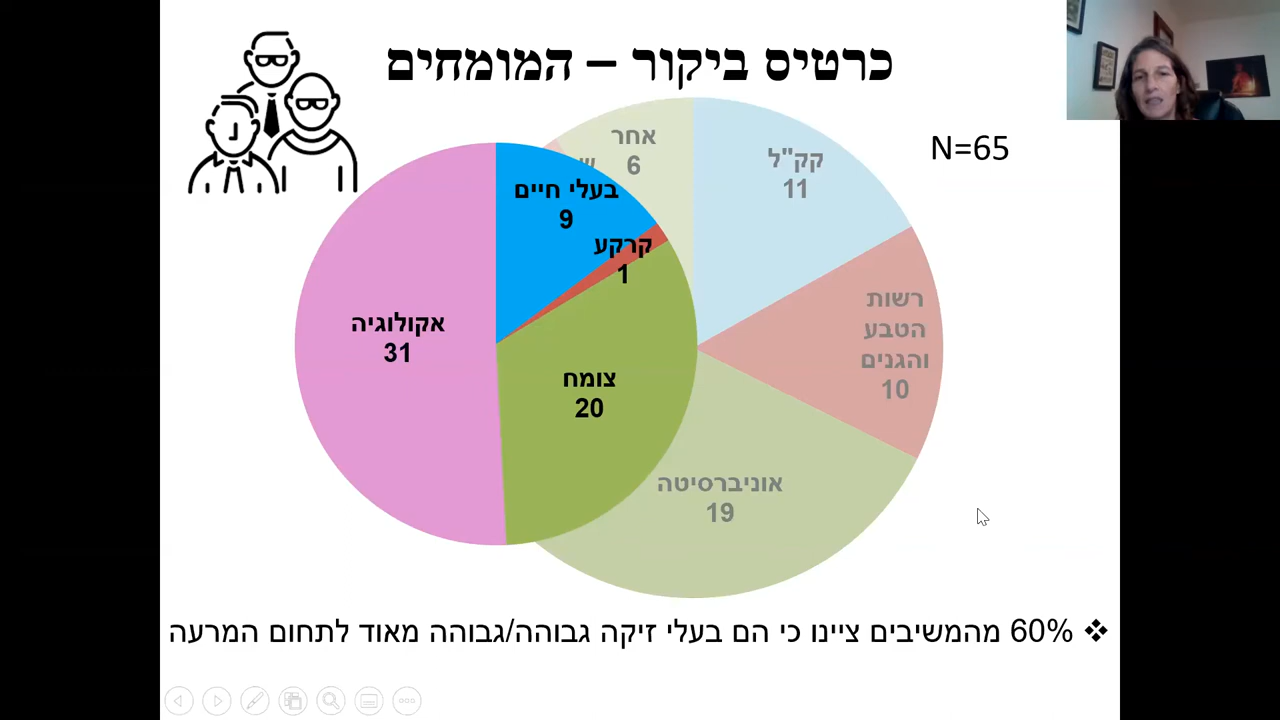 כרטיס ביקור – המומחים
N=65
קק"ל
11
רשות
הטבע
והגנים
10
אוניברסיטה
19
אחר
6
בעלי חיים
9
קרקע
1
צומח
20
אקולוגיה
31
❖ 60% מהמשיבים ציינו כי הם בעלי זיקה גבוהה/גבוהה מאוד לתחום המרעה